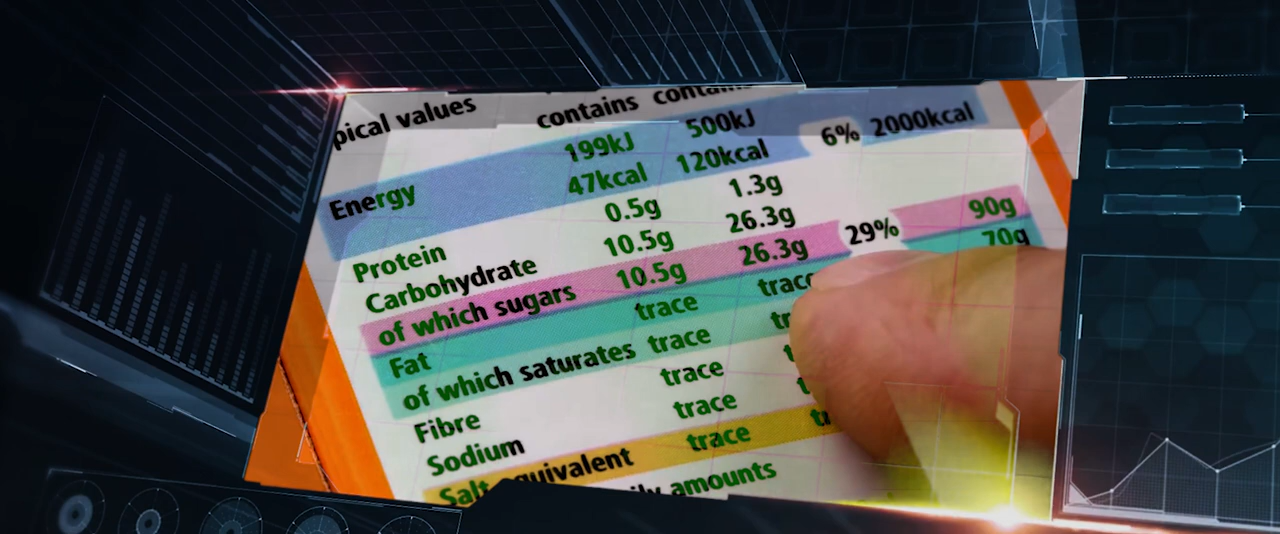 pical values contains contains
199kJ 500kJ
Energy 47kcal 120kcal 6% 2000kcal
Protein 0.5g 1.3g
Carbohydrate 10.5g 26.3g
of which sugars 10.5g 26.3g 29% 90g
Fat trace trace 70g
of which saturates trace
Fibre trace
Sodium trace
Salt equivalent trace
amounts